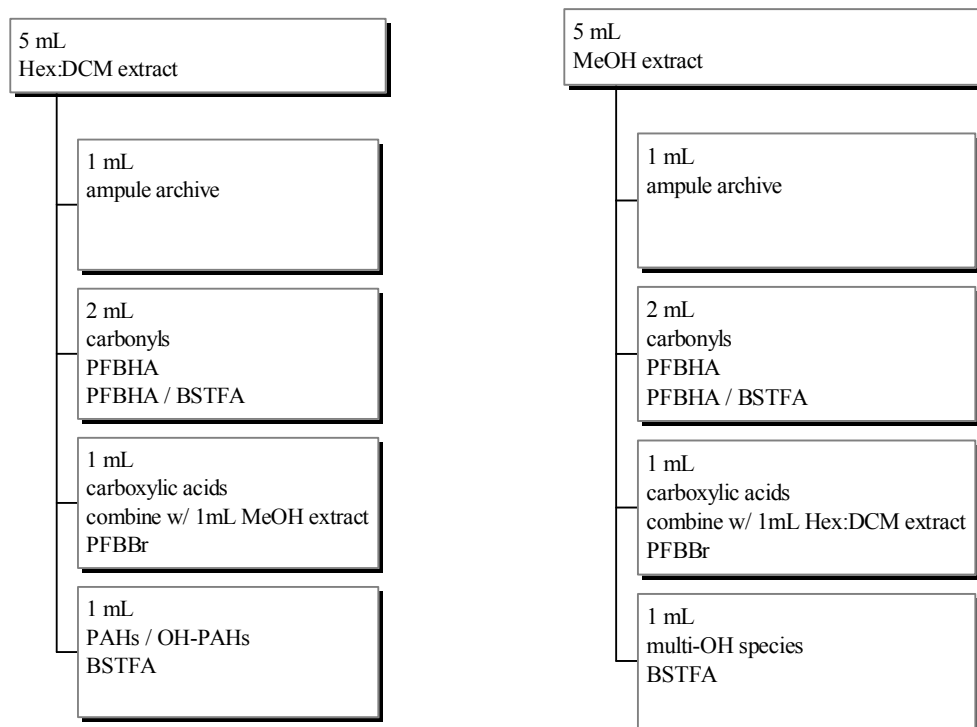 5 mL
Hex:DCM extract
1 mL
ampule archive
2 mL
carbonyls
PFBHA
PFBHA / BSTFA
1 mL
carboxylic acids
combine w/ 1mL MeOH extract
PFBBr
1 mL
PAHs / OH-PAHs
BSTFA
5 mL
MeOH extract
1 mL
ampule archive
2 mL
carbonyls
PFBHA
PFBHA / BSTFA
1 mL
carboxylic acids
combine w/ 1mL Hex:DCM extract
PFBBr
1 mL
multi-OH species
BSTFA